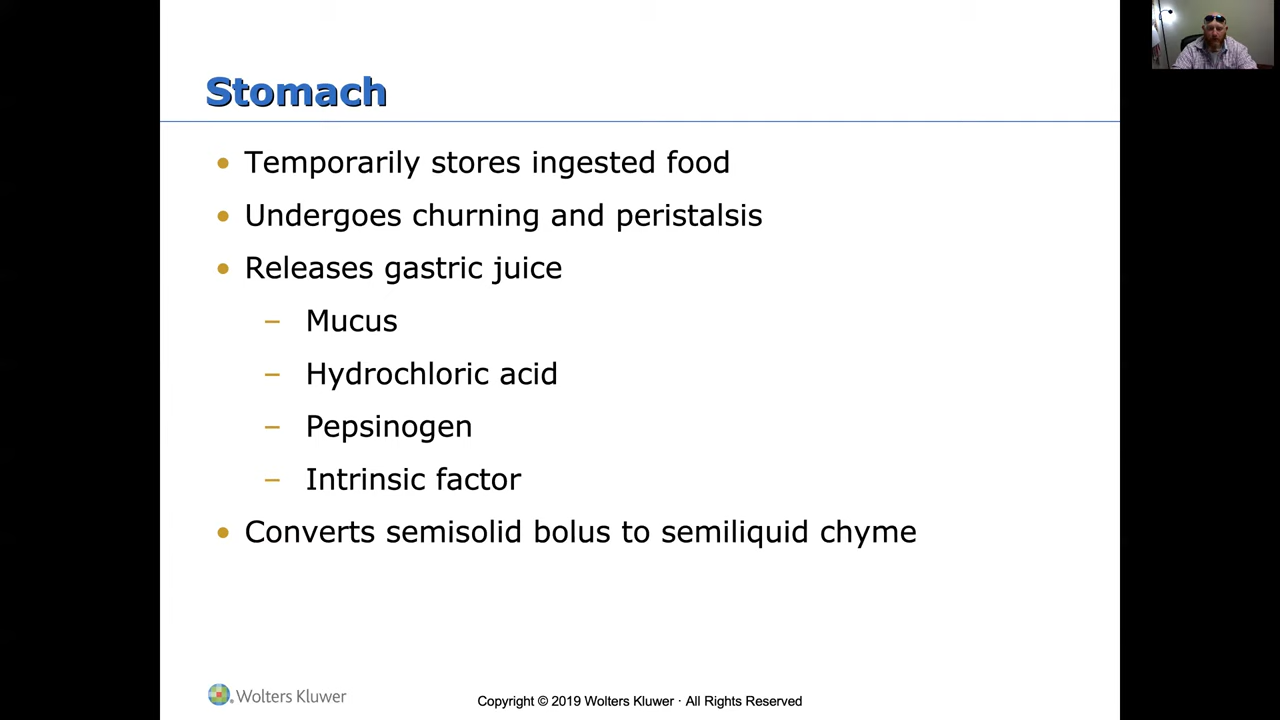 Stomach
• Temporarily stores ingested food
• Undergoes churning and peristalsis
• Releases gastric juice
– Mucus
– Hydrochloric acid
– Pepsinogen
– Intrinsic factor
• Converts semisolid bolus to semiliquid chyme
Wolters Kluwer
Copyright © 2019 Wolters Kluwer · All Rights Reserved